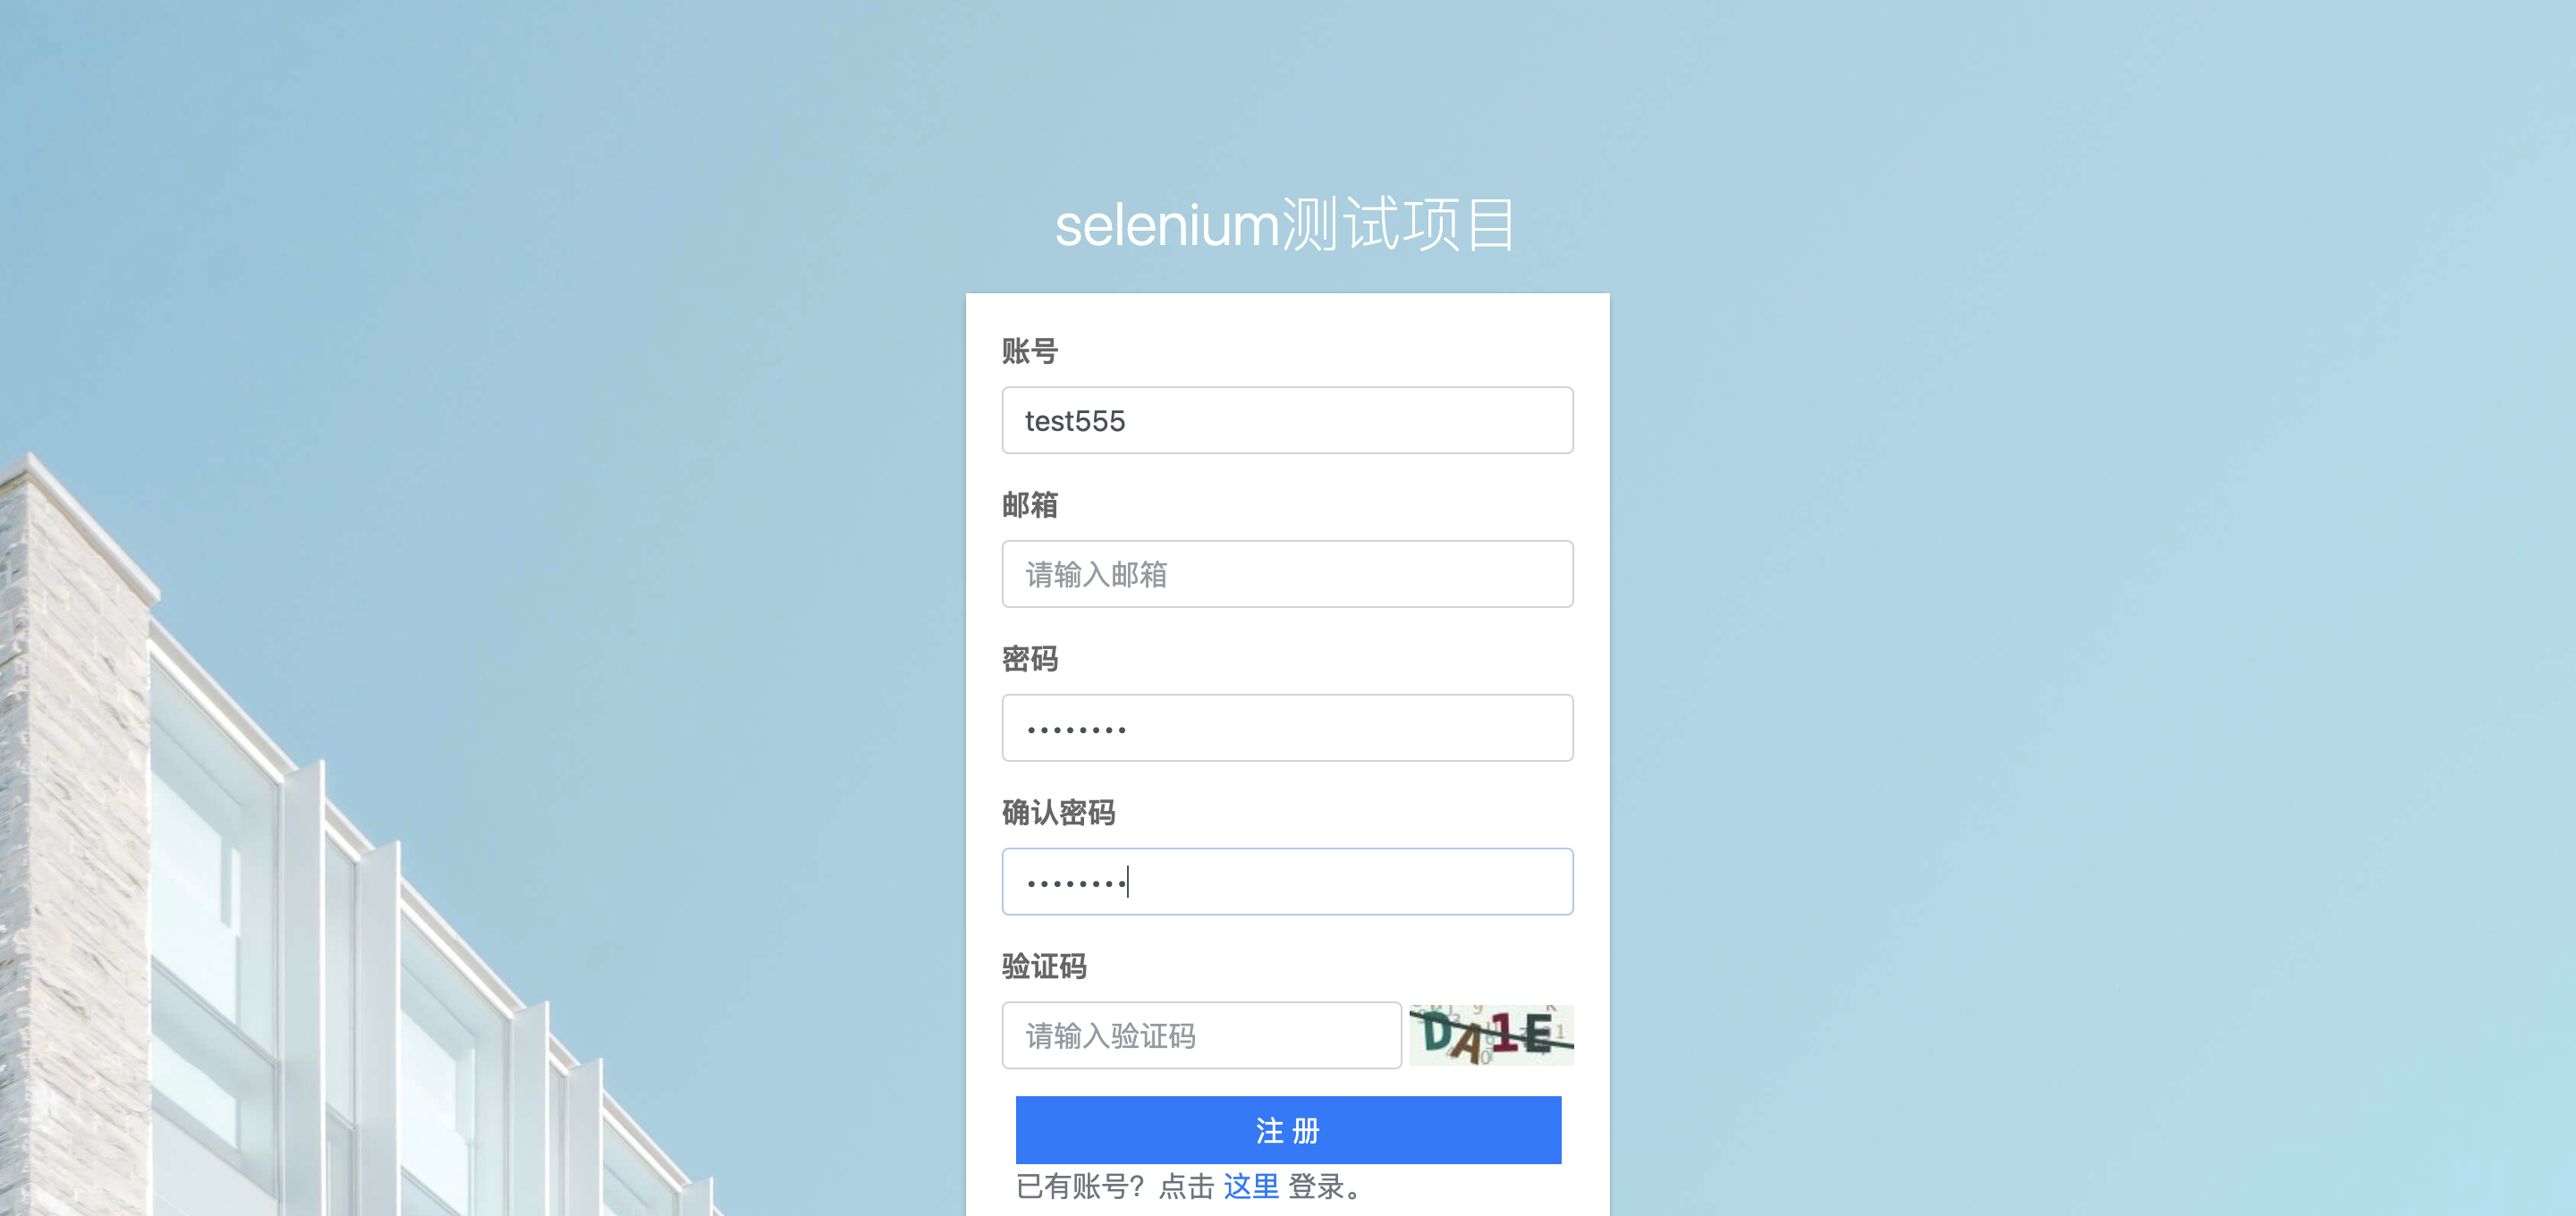 selenium测试项目
账号
test555
邮箱
请输入邮箱
密码
••••••••
确认密码
••••••••
验证码
请输入验证码
DA1E
注 册
已有账号？点击 这里 登录。